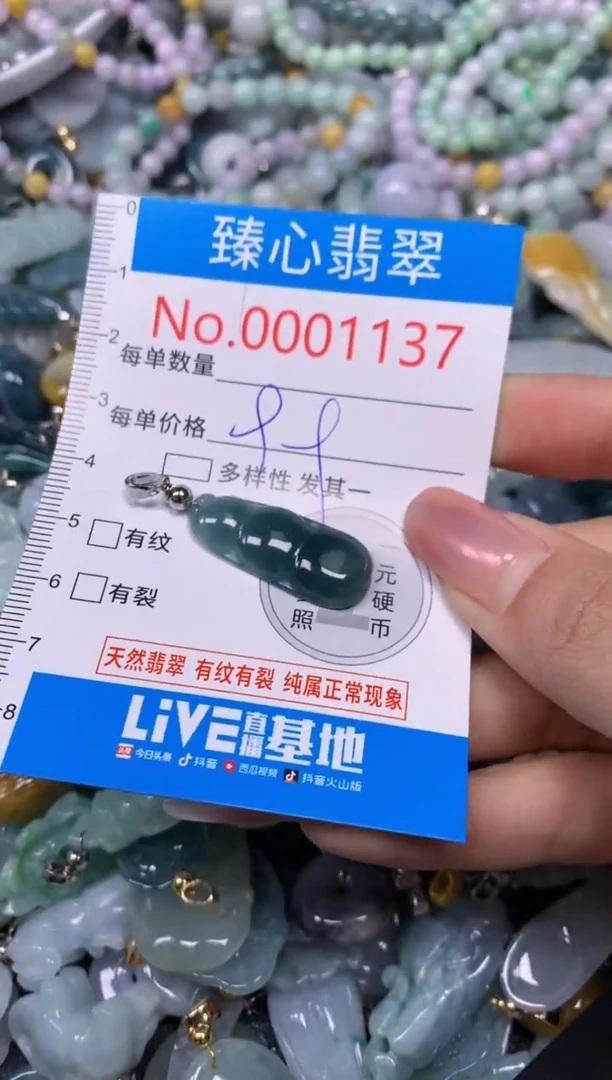 臻心翡翠
No.0001137
每单数量
每单价格 99
多样性 发其一
有纹
元
有裂
硬
照 币
天然翡翠 有纹有裂 纯属正常现象
LiVE直播基地
今日头条 抖音 西瓜视频 抖音火山版
0
1
2
3
4
5
6
7
8